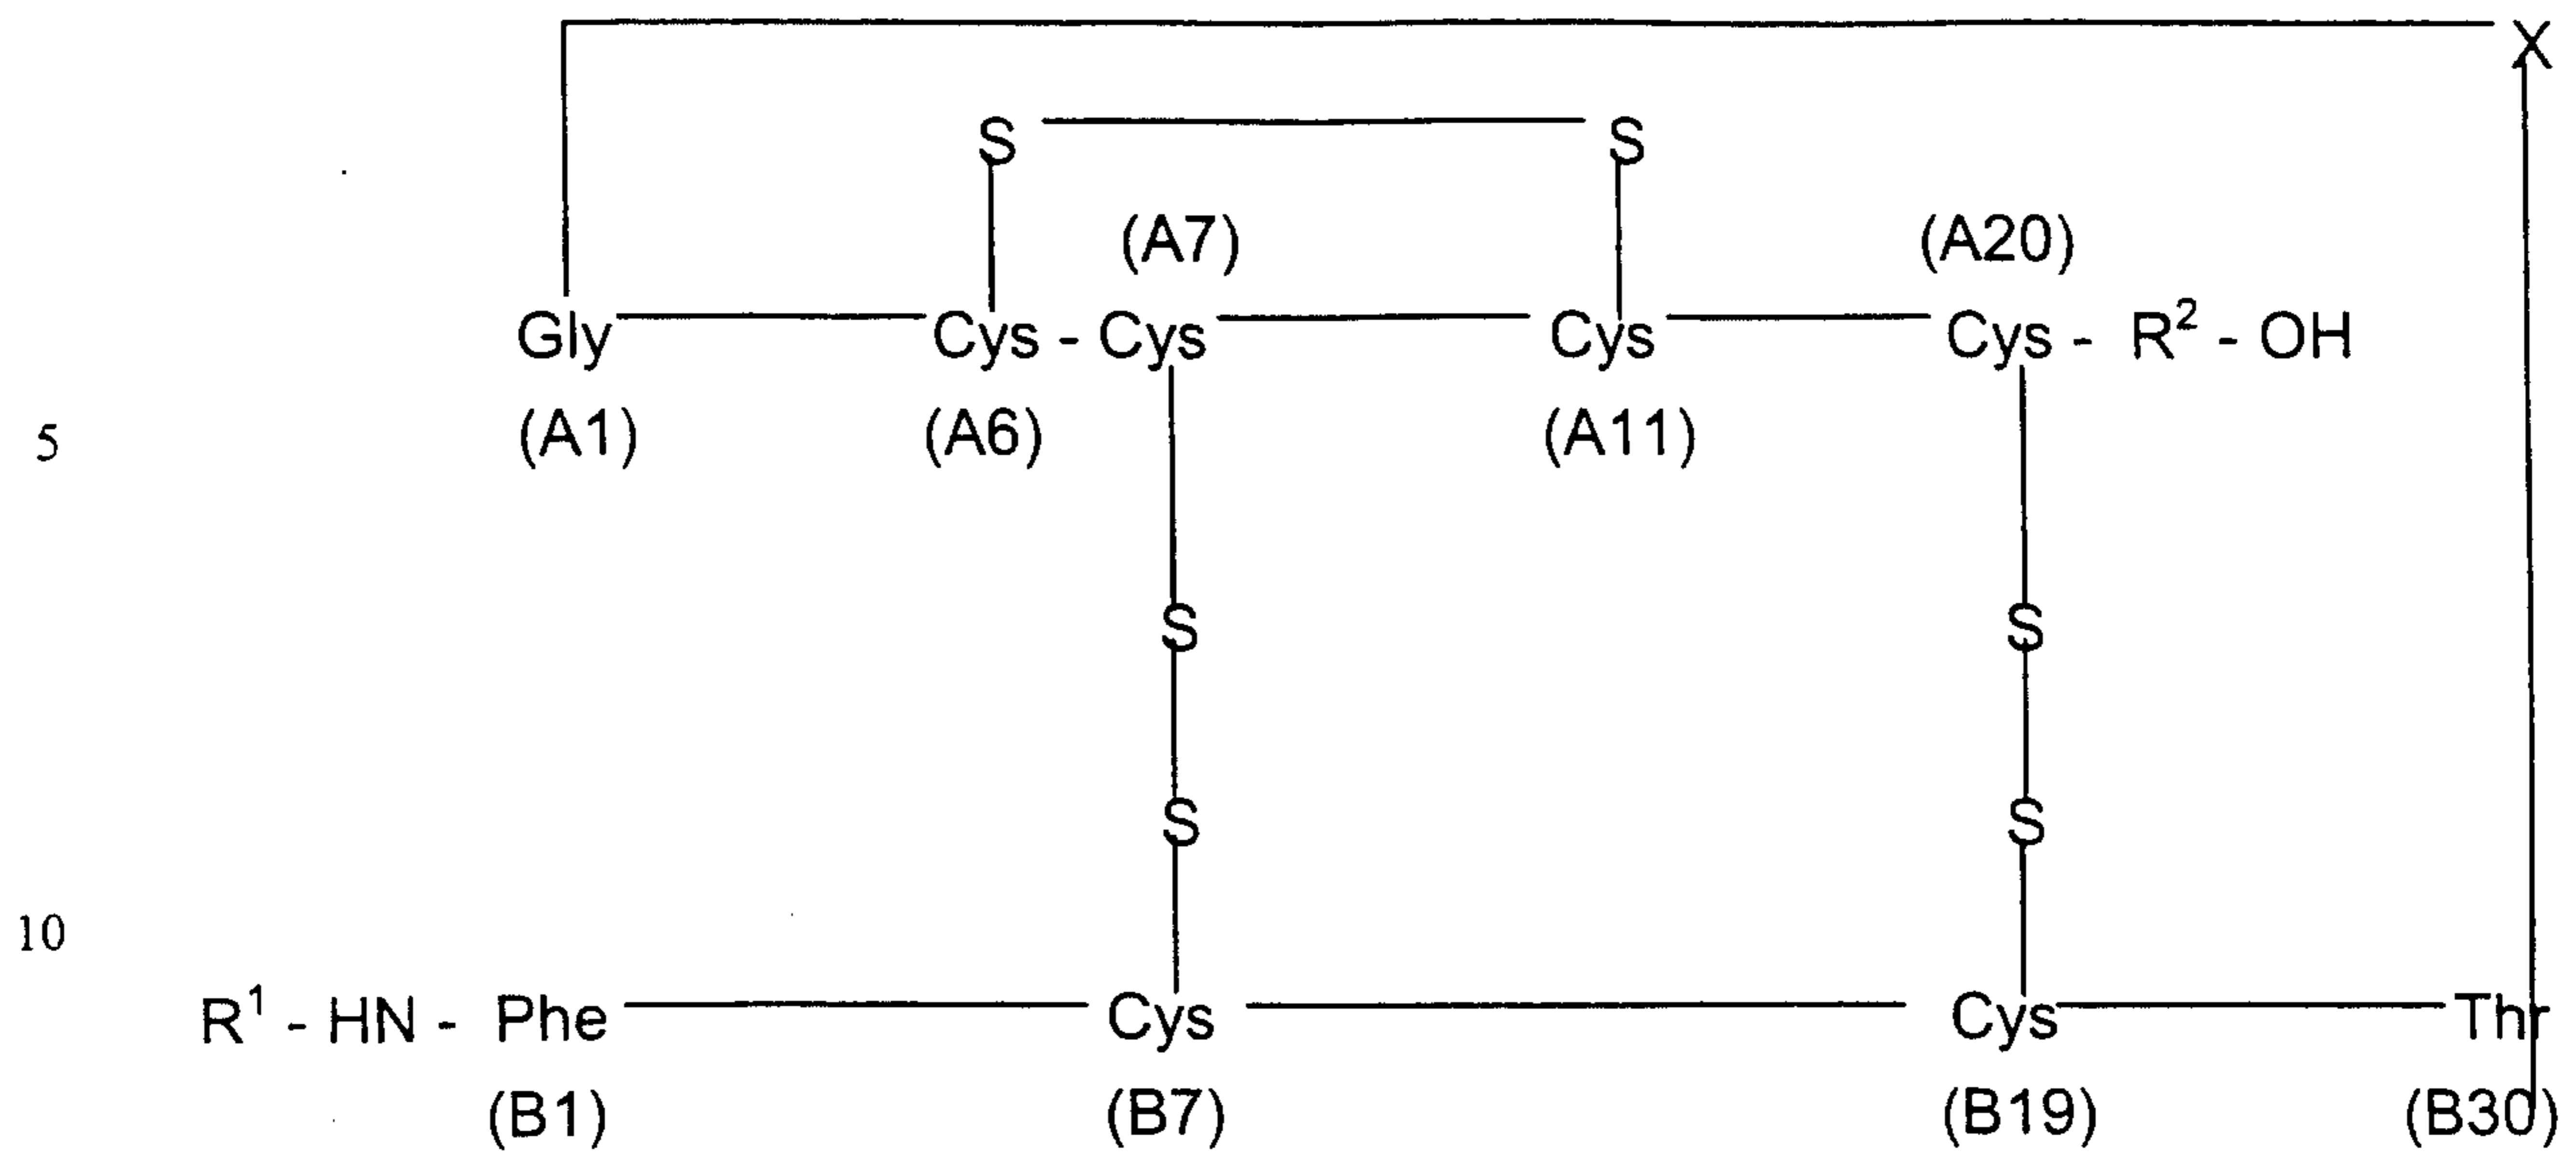 X
S S
(A7) (A20)
Gly Cys - Cys Cys Cys - R² - OH
5 (A1) (A6) (A11)
S S
S S
10
R¹ - HN - Phe Cys Cys Thr
(B1) (B7) (B19) (B30)